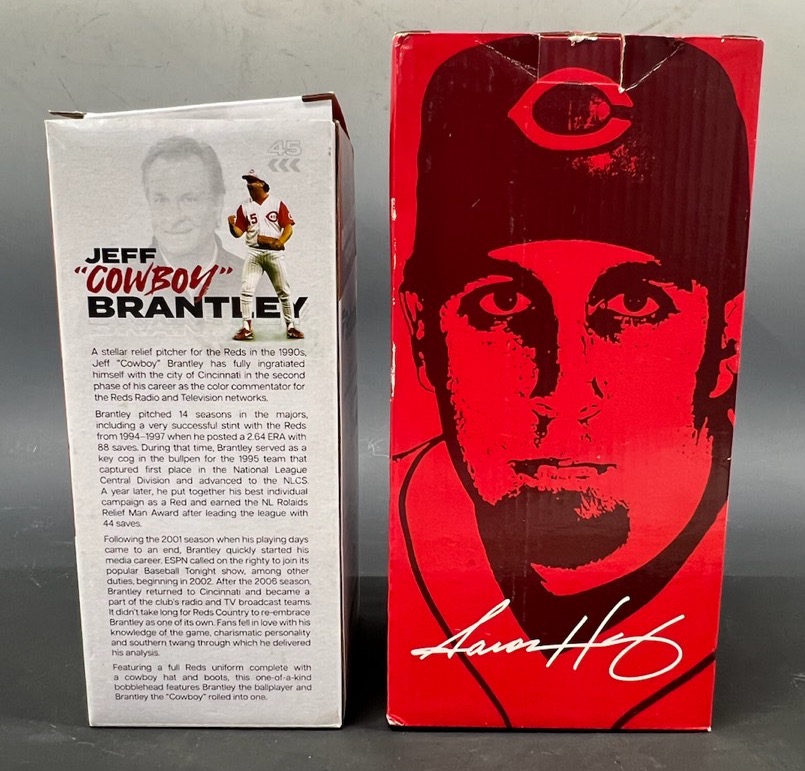 45
JEFF
"COWBOY"
BRANTLEY
A stellar relief pitcher for the Reds in the 1990s,
Jeff "Cowboy" Brantley has fully ingratiated
himself with the city of Cincinnati in the second
phase of his career as the color commentator for
the Reds Radio and Television networks.
Brantley pitched 14 seasons in the majors,
including a very successful stint with the Reds
from 1994–1997 when he posted a 2.64 ERA with
88 saves. During that time, Brantley served as a
key cog in the bullpen for the 1995 team that
captured first place in the National League
Central Division and advanced to the NLCS.
A year later, he put together his best individual
campaign as a Red and earned the NL Rolaids
Relief Man Award after leading the league with
44 saves.
Following the 2001 season when his playing days
came to an end, Brantley quickly started his
media career. ESPN called on the righty to join its
popular Baseball Tonight show, among other
duties, beginning in 2002. After the 2006 season,
Brantley returned to Cincinnati and became a
part of the club's radio and TV broadcast teams.
It didn't take long for Reds Country to re-embrace
Brantley as one of its own. Fans fell in love with his
knowledge of the game, charismatic personality
and southern twang through which he delivered
his analysis.
Featuring a full Reds uniform complete with
a cowboy hat and boots, this one-of-a-kind
bobblehead features Brantley the ballplayer and
Brantley the "Cowboy" rolled into one.
C
Aaron Ha